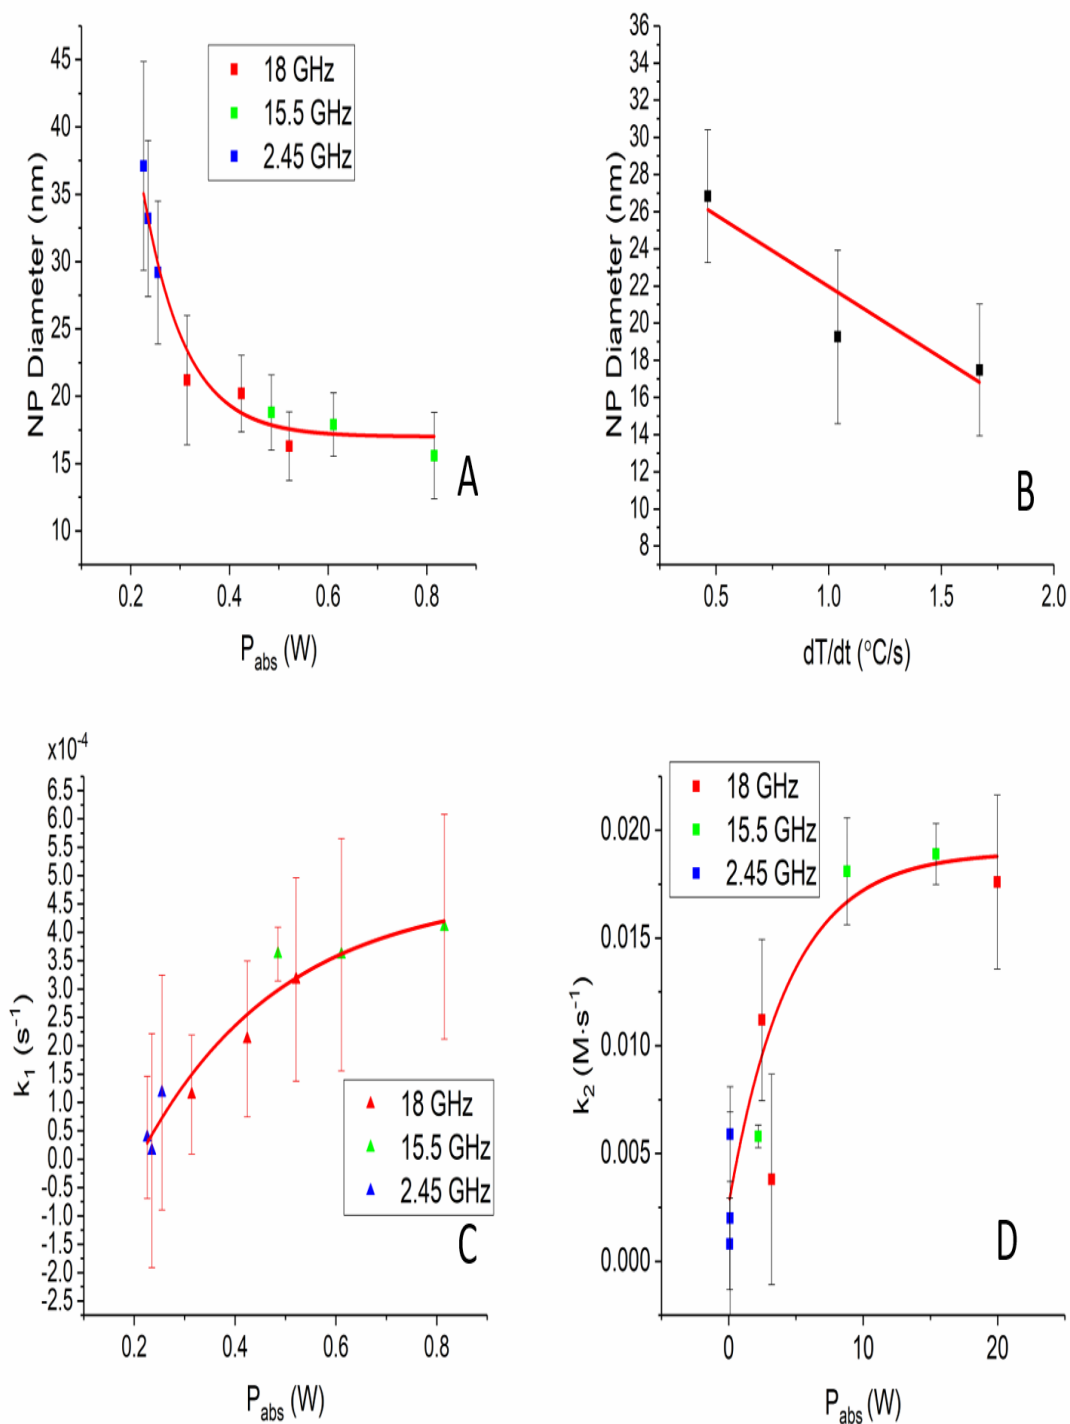 45
40
35
30
25
20
15
10
NP Diameter (nm)
18 GHz
15.5 GHz
2.45 GHz
A
0.2
0.4
0.6
0.8
P_abs (W)
36
34
32
30
28
26
24
22
20
18
16
14
12
10
8
NP Diameter (nm)
B
0.5
1.0
1.5
2.0
dT/dt (°C/s)
x10⁻⁴
6.5
6.0
5.5
5.0
4.5
4.0
3.5
3.0
2.5
2.0
1.5
1.0
0.5
0.0
-0.5
-1.0
-1.5
-2.0
-2.5
k₁ (s⁻¹)
18 GHz
15.5 GHz
2.45 GHz
C
0.2
0.4
0.6
0.8
P_abs (W)
18 GHz
15.5 GHz
2.45 GHz
0.020
0.015
0.010
0.005
0.000
k₂ (M·s⁻¹)
D
0
10
20
P_abs (W)